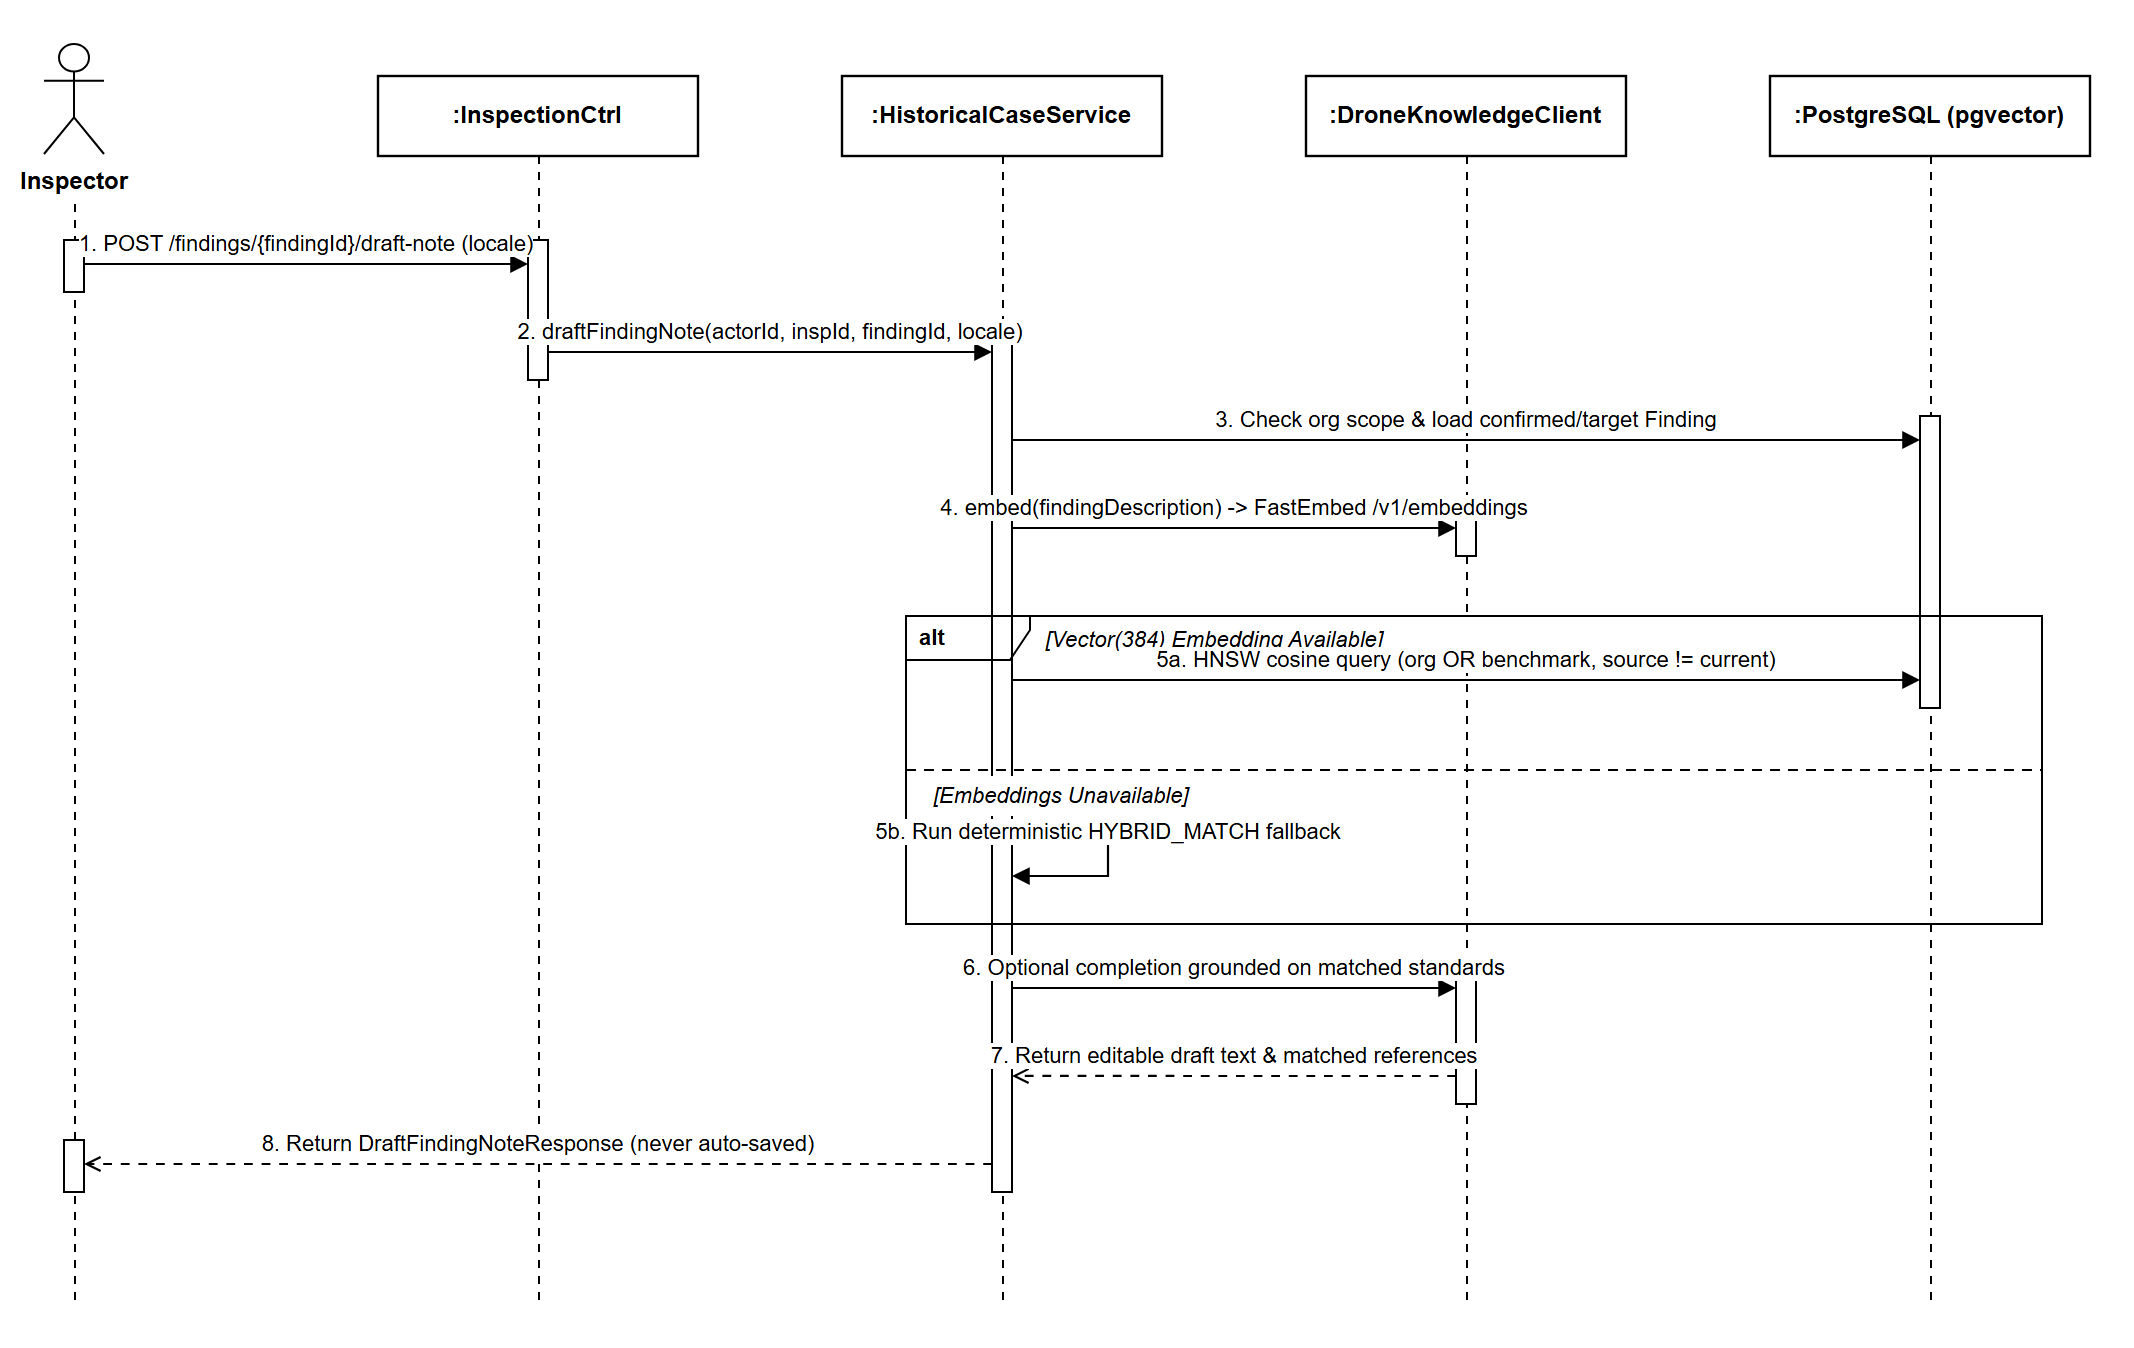 Inspector
:InspectionCtrl
:HistoricalCaseService
:DroneKnowledgeClient
:PostgreSQL (pgvector)
1. POST /findings/{findingId}/draft-note (locale)
2. draftFindingNote(actorId, inspId, findingId, locale)
3. Check org scope & load confirmed/target Finding
4. embed(findingDescription) -> FastEmbed /v1/embeddings
alt
[Vector(384) Embedding Available]
5a. HNSW cosine query (org OR benchmark, source != current)
[Embeddings Unavailable]
5b. Run deterministic HYBRID_MATCH fallback
6. Optional completion grounded on matched standards
7. Return editable draft text & matched references
8. Return DraftFindingNoteResponse (never auto-saved)